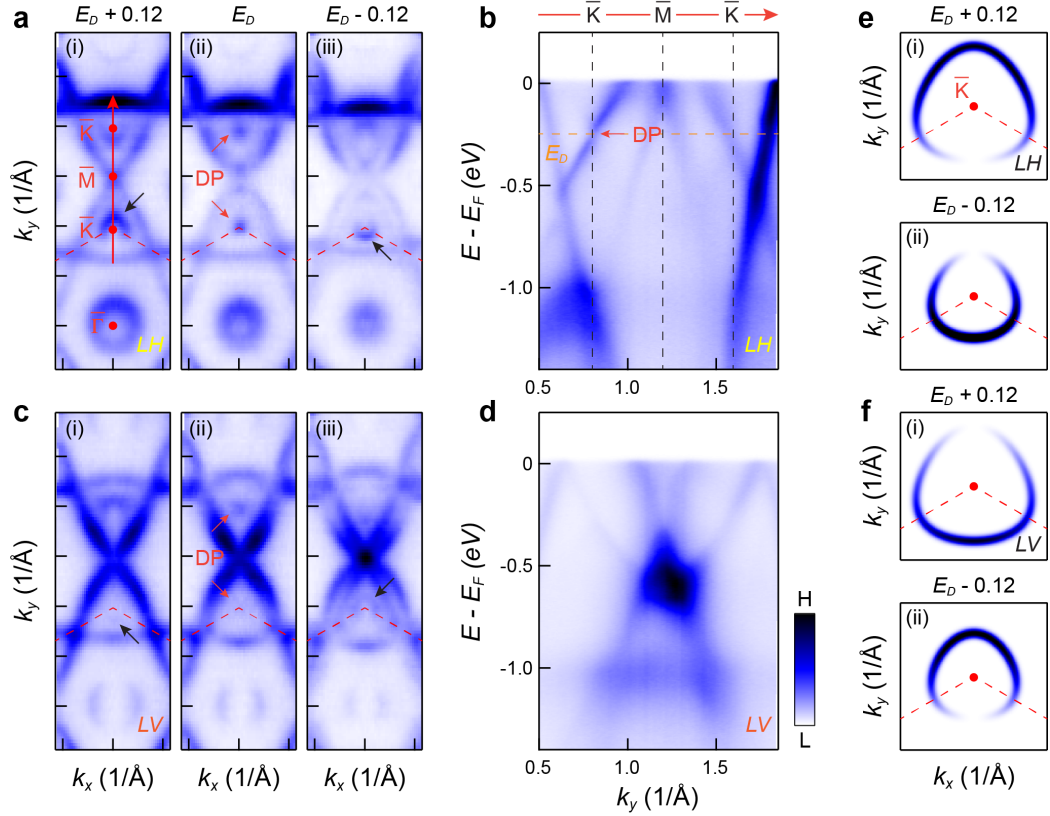 a
E_D + 0.12
E_D
E_D - 0.12
(i)
(ii)
(iii)
K̅
M̅
K̅
Γ̅
DP
LH
k_y (1/Å)
b
K̅
M̅
K̅
0
-0.5
-1.0
E - E_F (eV)
E_D
DP
LH
0.5
1.0
1.5
e
E_D + 0.12
(i)
K̅
LH
k_y (1/Å)
E_D - 0.12
(ii)
k_y (1/Å)
c
(i)
(ii)
(iii)
DP
LV
k_y (1/Å)
k_x (1/Å)
k_x (1/Å)
k_x (1/Å)
d
0
-0.5
-1.0
E - E_F (eV)
LV
0.5
1.0
1.5
k_y (1/Å)
H
L
f
E_D + 0.12
(i)
LV
k_y (1/Å)
E_D - 0.12
(ii)
k_y (1/Å)
k_x (1/Å)